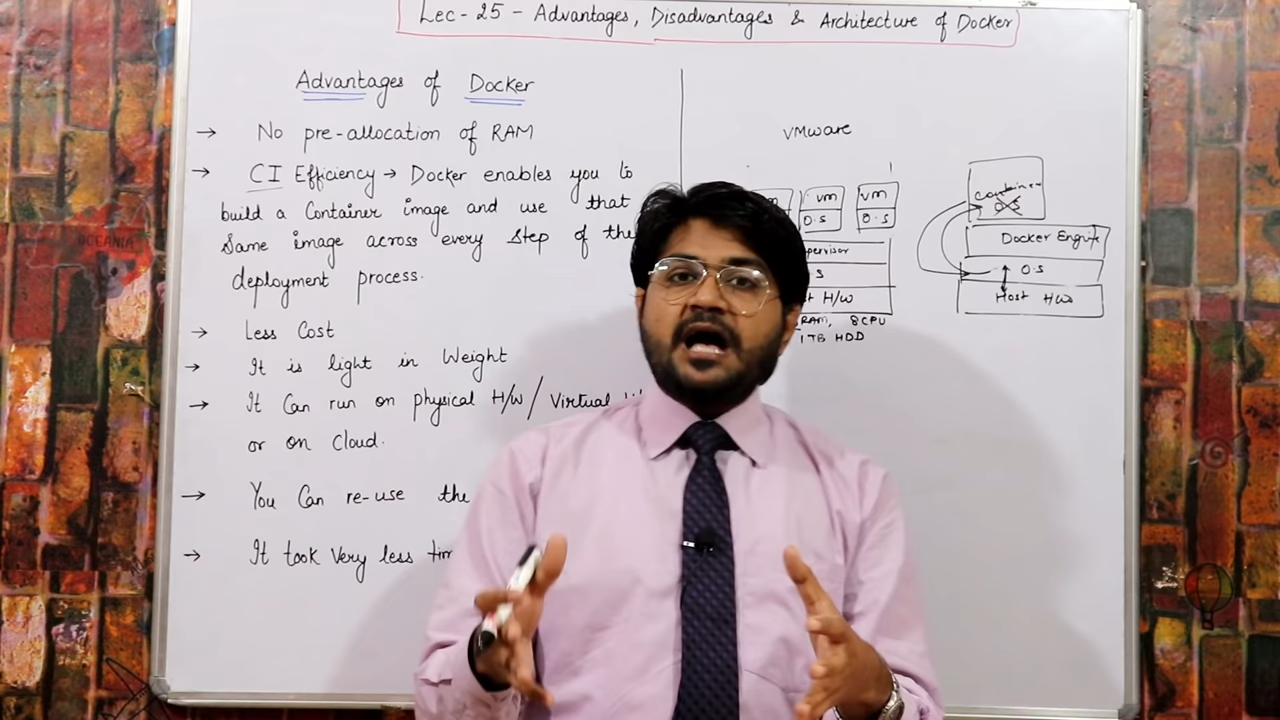 Lec - 25 - Advantages, Disadvantages & Architecture of Docker
Advantages of Docker
→ No pre-allocation of RAM
→ CI Efficiency → Docker enables you to
build a Container image and use that
Same image across every step of the
deployment process.
→ Less Cost
→ It is light in Weight
→ It Can run on physical H/W / Virtual
or on Cloud.
→ You Can re-use the
→ It took Very less
VMware
vm vm
O.S O.S
H/W
RAM, 8CPU
1TB HDD
Container
O.S
Docker Engine
O.S
Host H/W
OCEANIA